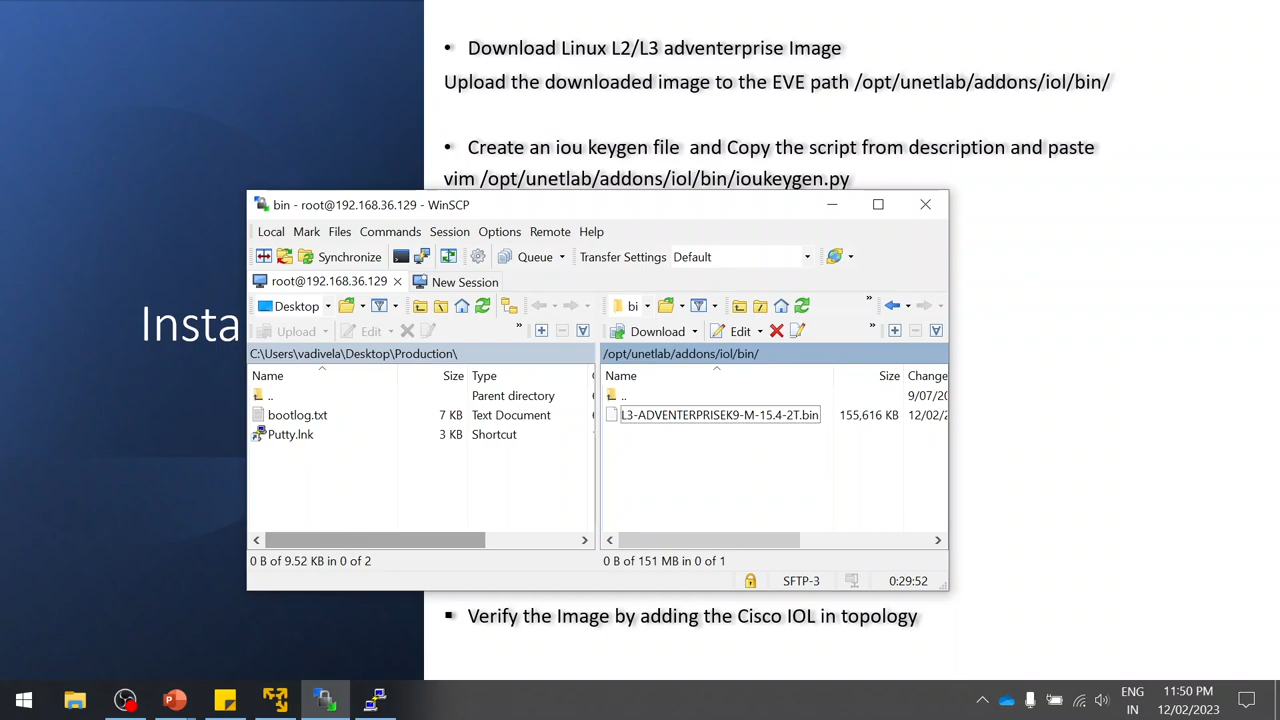 • Download Linux L2/L3 adventerprise Image
Upload the downloaded image to the EVE path /opt/unetlab/addons/iol/bin/
• Create an iou keygen file and Copy the script from description and paste
vim /opt/unetlab/addons/iol/bin/ioukeygen.py
Insta
bin - root@192.168.36.129 - WinSCP
Local Mark Files Commands Session Options Remote Help
Synchronize Queue Transfer Settings Default
root@192.168.36.129 New Session
Desktop bi
Upload Edit Download Edit
C:\Users\vadivela\Desktop\Production\ /opt/unetlab/addons/iol/bin/
Name Size Type Name Size Change
.. Parent directory .. 9/07/20
bootlog.txt 7 KB Text Document L3-ADVENTERPRISEK9-M-15.4-2T.bin 155,616 KB 12/02/
Putty.lnk 3 KB Shortcut
0 B of 9.52 KB in 0 of 2 0 B of 151 MB in 0 of 1
SFTP-3 0:29:52
▪ Verify the Image by adding the Cisco IOL in topology
ENG 11:50 PM
IN 12/02/2023